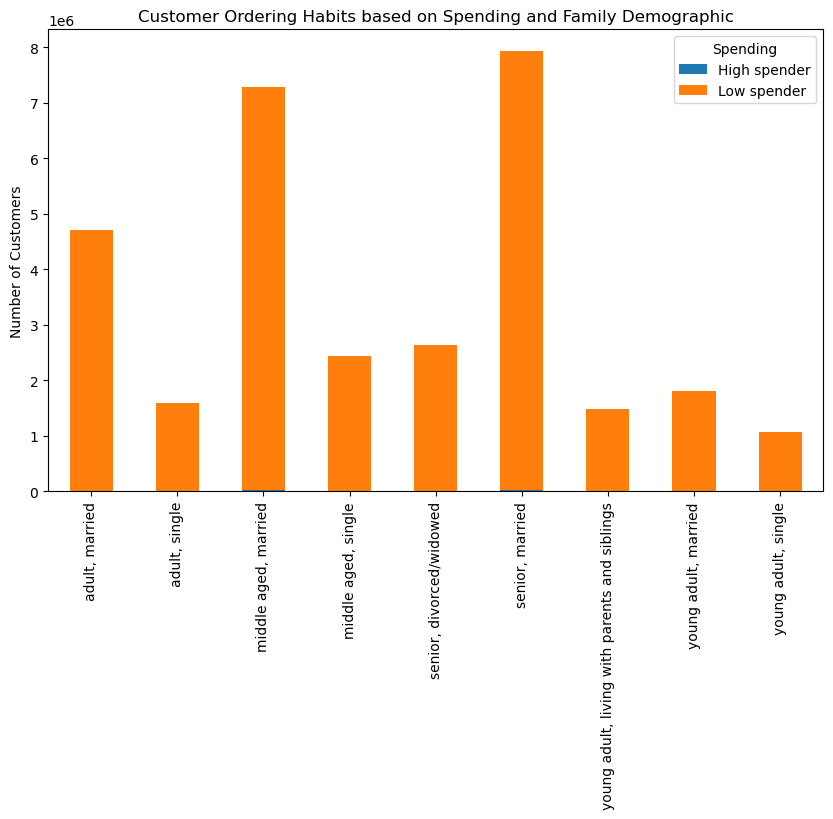 Customer Ordering Habits based on Spending and Family Demographic
1e6
Spending
High spender
Low spender
Number of Customers
8
7
6
5
4
3
2
1
0
adult, married
adult, single
middle aged, married
middle aged, single
senior, divorced/widowed
senior, married
young adult, living with parents and siblings
young adult, married
young adult, single